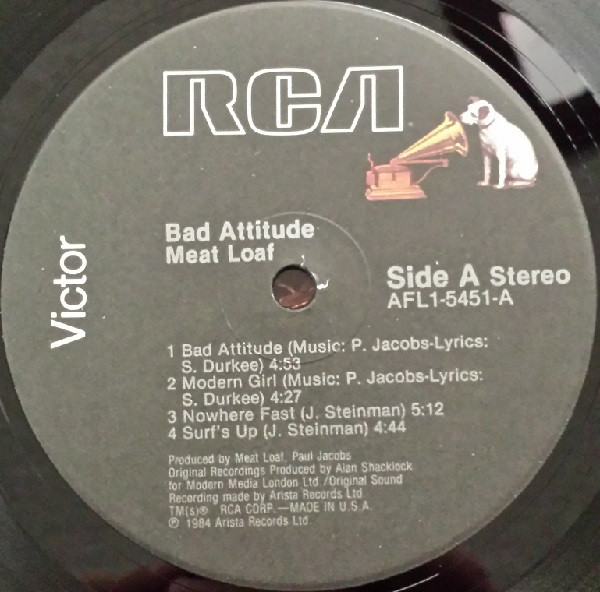 RCA
Victor
Bad Attitude
Meat Loaf
Side A Stereo
AFL1-5451-A
1 Bad Attitude (Music: P. Jacobs-Lyrics:
S. Durkee) 4:53
2 Modern Girl (Music: P. Jacobs-Lyrics:
S. Durkee) 4:27
3 Nowhere Fast (J. Steinman) 5:12
4 Surf's Up (J. Steinman) 4:44
Produced by Meat Loaf, Paul Jacobs
Original Recordings Produced by Alan Shacklock
for Modern Media London Ltd./Original Sound
Recording made by Arista Records Ltd.
TM(s)® RCA CORP.—MADE IN U.S.A.
℗ 1984 Arista Records Ltd.